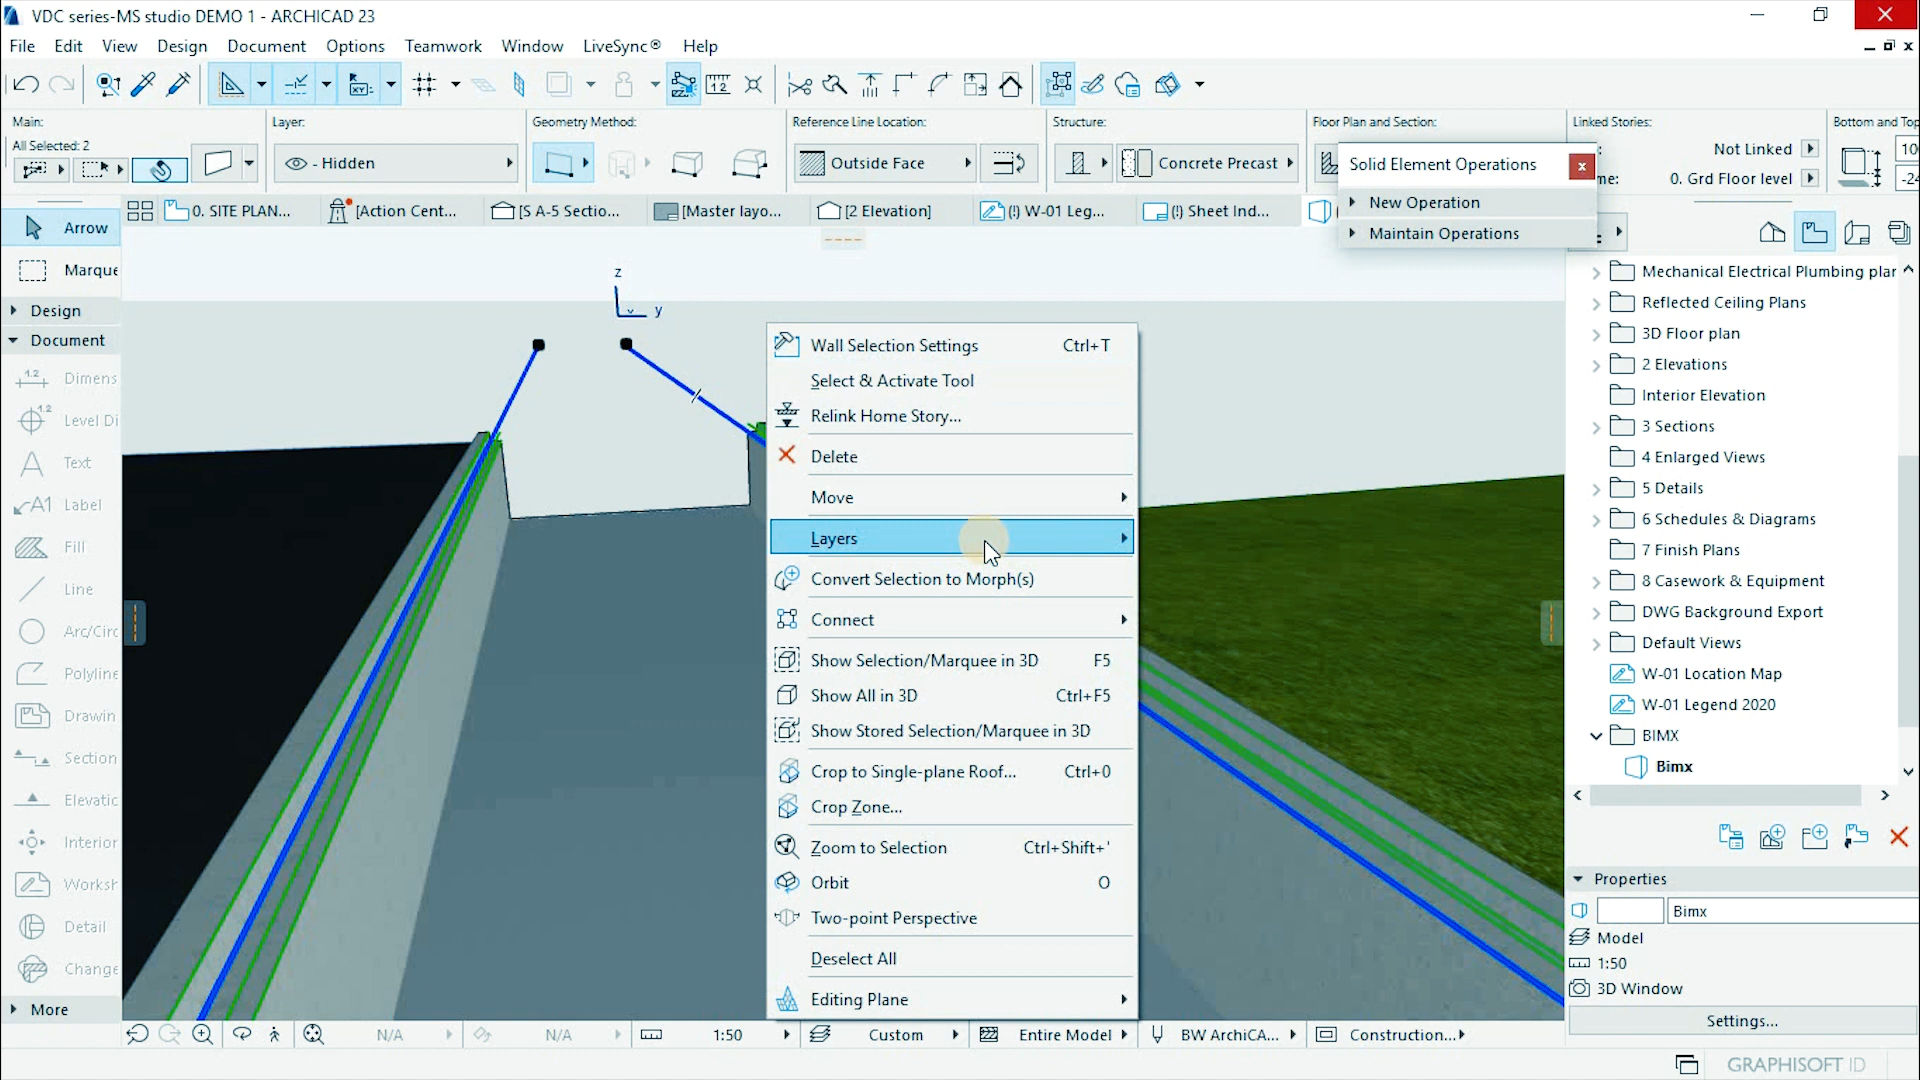 VDC series-MS studio DEMO 1 - ARCHICAD 23
File Edit View Design Document Options Teamwork Window LiveSync® Help
Main:
All Selected: 2
Layer:
- Hidden
Geometry Method:
Reference Line Location:
Outside Face
Structure:
Concrete Precast
Floor Plan and Section:
Linked Stories:
Not Linked
0. Grd Floor level
Bottom and Top
Solid Element Operations
New Operation
Maintain Operations
0. SITE PLAN...
[Action Cent...
[S A-5 Sectio...
[Master layo...
[2 Elevation]
(!) W-01 Leg...
(!) Sheet Ind...
Arrow
Marque
Design
Document
1.2 Dimens
1.2 Level Di
Text
A1 Label
Fill
Line
Arc/Circ
Polyline
Drawin
Section
Elevatic
Interior
Worksh
Detail
Change
More
z
y
Wall Selection Settings Ctrl+T
Select & Activate Tool
Relink Home Story...
Delete
Move
Layers
Convert Selection to Morph(s)
Connect
Show Selection/Marquee in 3D F5
Show All in 3D Ctrl+F5
Show Stored Selection/Marquee in 3D
Crop to Single-plane Roof... Ctrl+0
Crop Zone...
Zoom to Selection Ctrl+Shift+'
Orbit O
Two-point Perspective
Deselect All
Editing Plane
Mechanical Electrical Plumbing plar
Reflected Ceiling Plans
3D Floor plan
2 Elevations
Interior Elevation
3 Sections
4 Enlarged Views
5 Details
6 Schedules & Diagrams
7 Finish Plans
8 Casework & Equipment
DWG Background Export
Default Views
W-01 Location Map
W-01 Legend 2020
BIMX
Bimx
Properties
Bimx
Model
1:50
3D Window
Settings...
N/A N/A 1:50 Custom Entire Model BW ArchiCA... Construction...
GRAPHISOFT ID